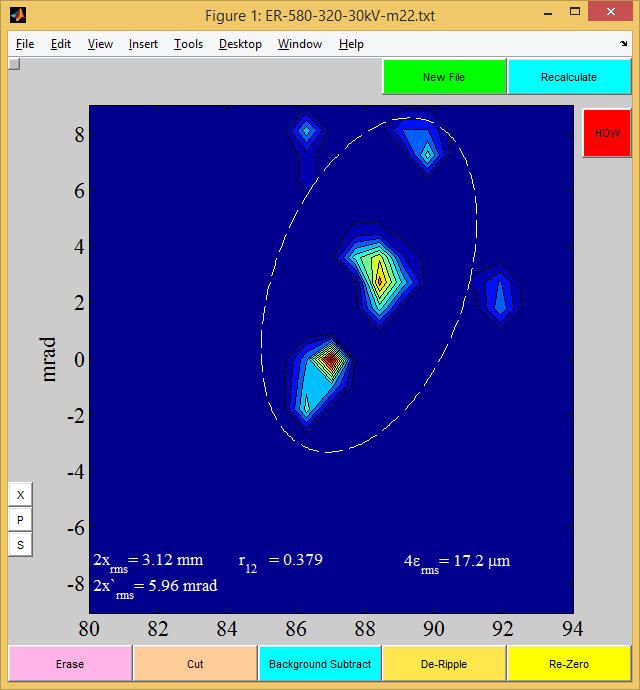 Figure 1: ER-580-320-30kV-m22.txt
File Edit View Insert Tools Desktop Window Help
New File Recalculate
HOW
8
6
4
2
0
-2
-4
-6
-8
mrad
X
P
S
2xrms= 3.12 mm r12 = 0.379 4εrms= 17.2 μm
2x`rms= 5.96 mrad
80 82 84 86 88 90 92 94
Erase Cut Background Subtract De-Ripple Re-Zero